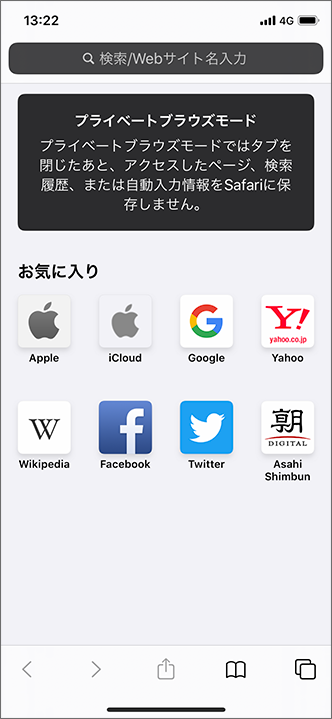 13:22
4G
検索/Webサイト名入力
プライベートブラウズモード
プライベートブラウズモードではタブを
閉じたあと、アクセスしたページ、検索
履歴、または自動入力情報をSafariに保
存しません。
お気に入り
Y!
yahoo.co.jp
Apple
iCloud
Google
Yahoo
W
f
朝
DIGITAL
Wikipedia
Facebook
Twitter
Asahi
Shimbun